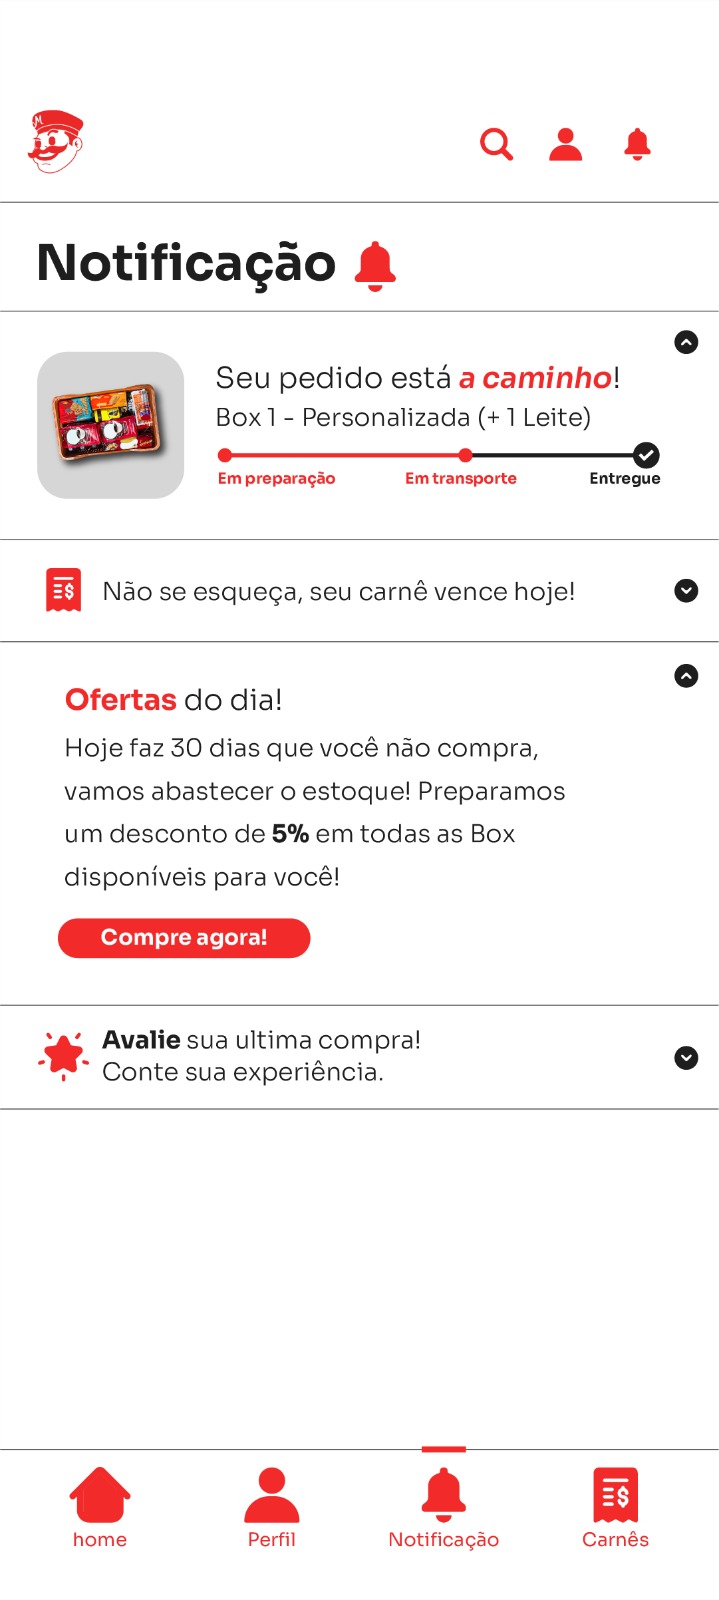 M
Notificação
Seu pedido está a caminho!
Box 1 - Personalizada (+ 1 Leite)
Em preparação Em transporte Entregue
Não se esqueça, seu carnê vence hoje!
Ofertas do dia!
Hoje faz 30 dias que você não compra,
vamos abastecer o estoque! Preparamos
um desconto de 5% em todas as Box
disponíveis para você!
Compre agora!
Avalie sua ultima compra!
Conte sua experiência.
home Perfil Notificação Carnês